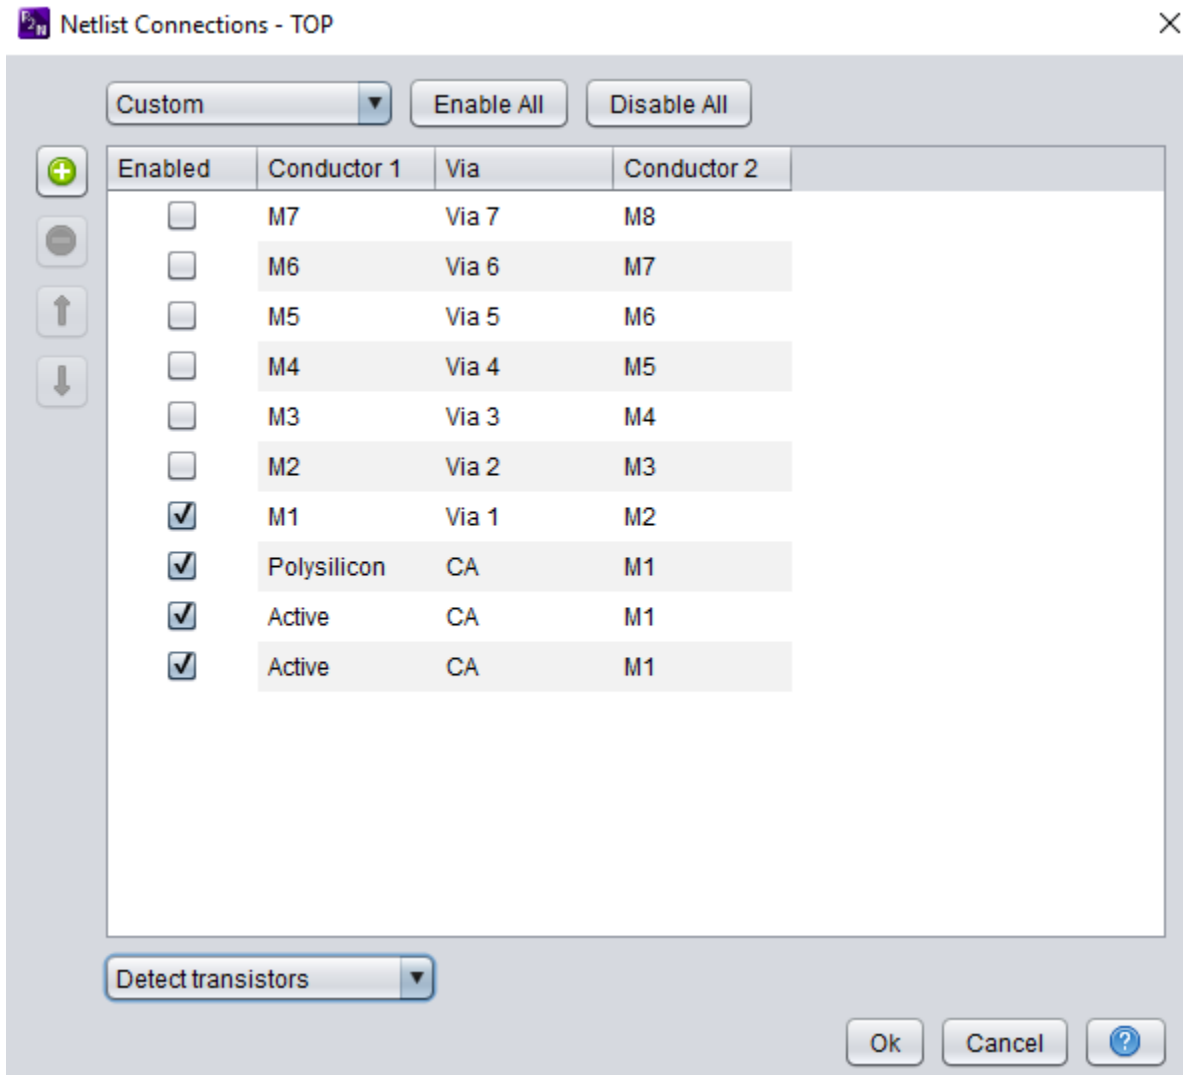 P2N Netlist Connections - TOP
Custom Enable All Disable All
Enabled Conductor 1 Via Conductor 2
M7 Via 7 M8
M6 Via 6 M7
M5 Via 5 M6
M4 Via 4 M5
M3 Via 3 M4
M2 Via 2 M3
M1 Via 1 M2
Polysilicon CA M1
Active CA M1
Active CA M1
Detect transistors
Ok Cancel ?